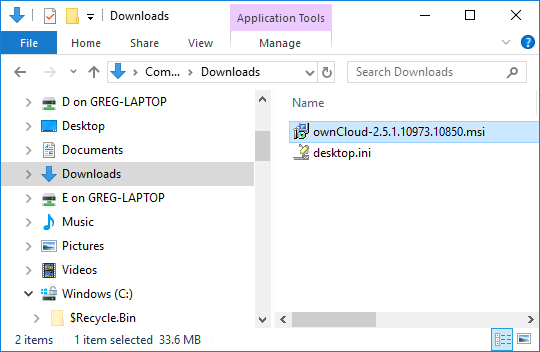 Downloads
Application Tools
File
Home
Share
View
Manage
Com... Downloads
Search Downloads
D on GREG-LAPTOP
Desktop
Documents
Downloads
E on GREG-LAPTOP
Music
Pictures
Videos
Windows (C:)
$Recycle.Bin
Name
ownCloud-2.5.1.10973.10850.msi
desktop.ini
2 items 1 item selected 33.6 MB